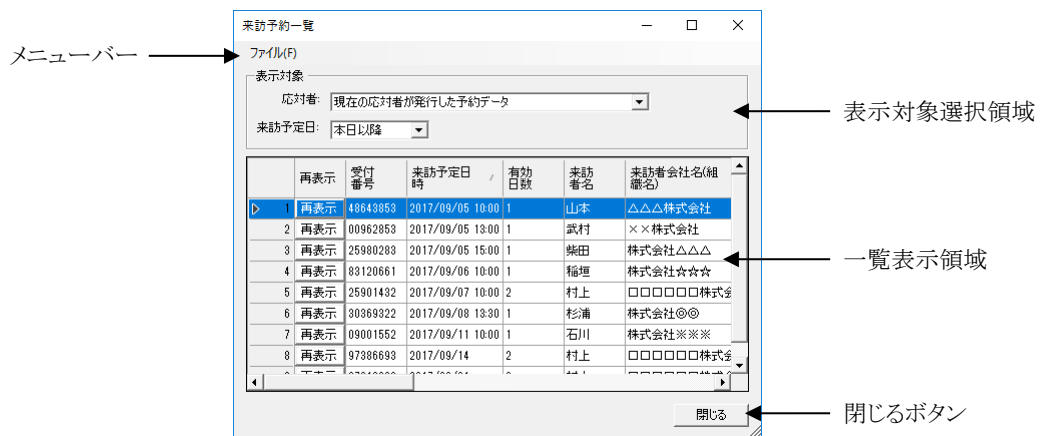 来訪予約一覧
メニューバー
ファイル(F)
表示対象
応対者: 現在の応対者が発行した予約データ
表示対象選択領域
来訪予定日: 本日以降
再表示 受付番号 来訪予定日時 有効日数 来訪者名 来訪者会社名(組織名)
1 再表示 48643853 2017/09/05 10:00 1 山本 △△△株式会社
2 再表示 00962853 2017/09/05 13:00 1 武村 ××株式会社
3 再表示 25980283 2017/09/05 15:00 1 柴田 株式会社△△△
一覧表示領域
4 再表示 83120661 2017/09/06 10:00 1 稲垣 株式会社☆☆☆
5 再表示 25901432 2017/09/07 10:00 2 村上 □□□□□□株式会
6 再表示 30369322 2017/09/08 13:30 1 杉浦 株式会社◎◎
7 再表示 09001552 2017/09/11 10:00 1 石川 株式会社※※※
8 再表示 97386693 2017/09/14 2 村上 □□□□□□株式会
閉じる
閉じるボタン